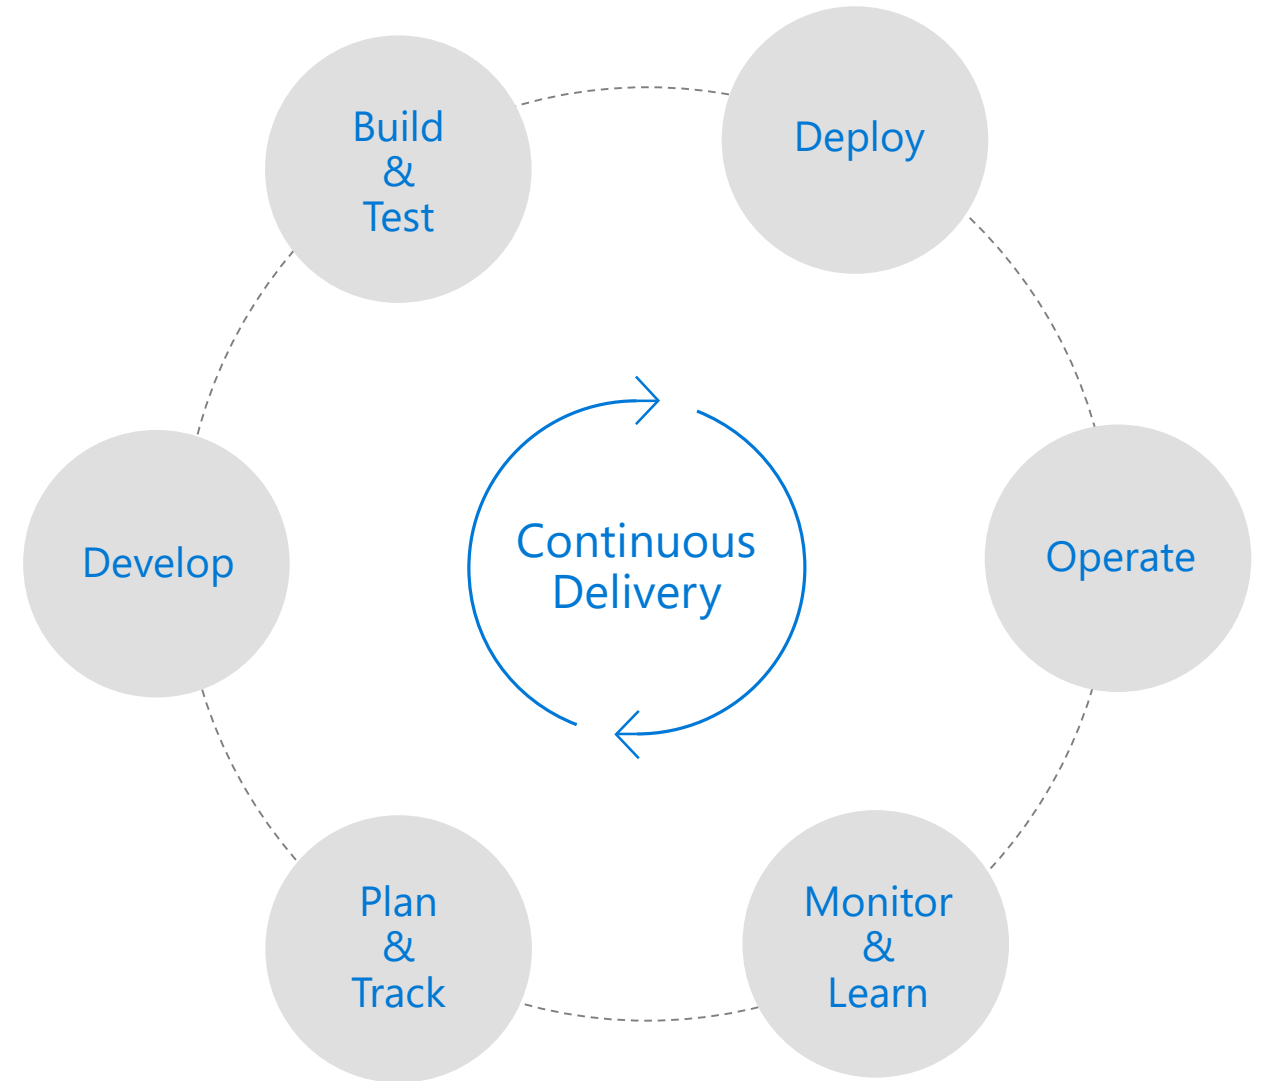 Build
&
Test
Deploy
Develop
Continuous
Delivery
Operate
Plan
&
Track
Monitor
&
Learn